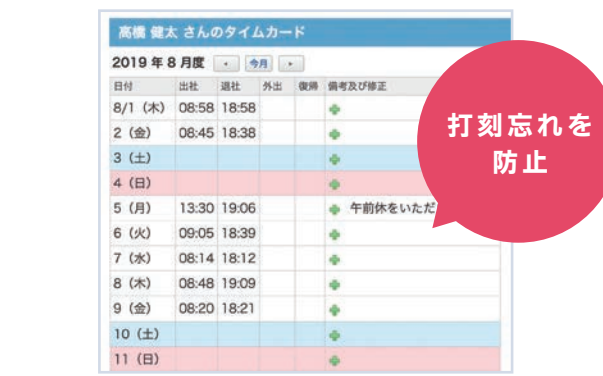 高橋 健太 さんのタイムカード
2019 年 8 月度 今月
日付 出社 退社 外出 復帰 備考及び修正
8/1 (木) 08:58 18:58
2 (金) 08:45 18:38
3 (土)
4 (日)
5 (月) 13:30 19:06 午前休をいただ
6 (火) 09:05 18:39
7 (水) 08:14 18:12
8 (木) 08:48 19:09
9 (金) 08:20 18:21
10 (土)
11 (日)
打刻忘れを
防止